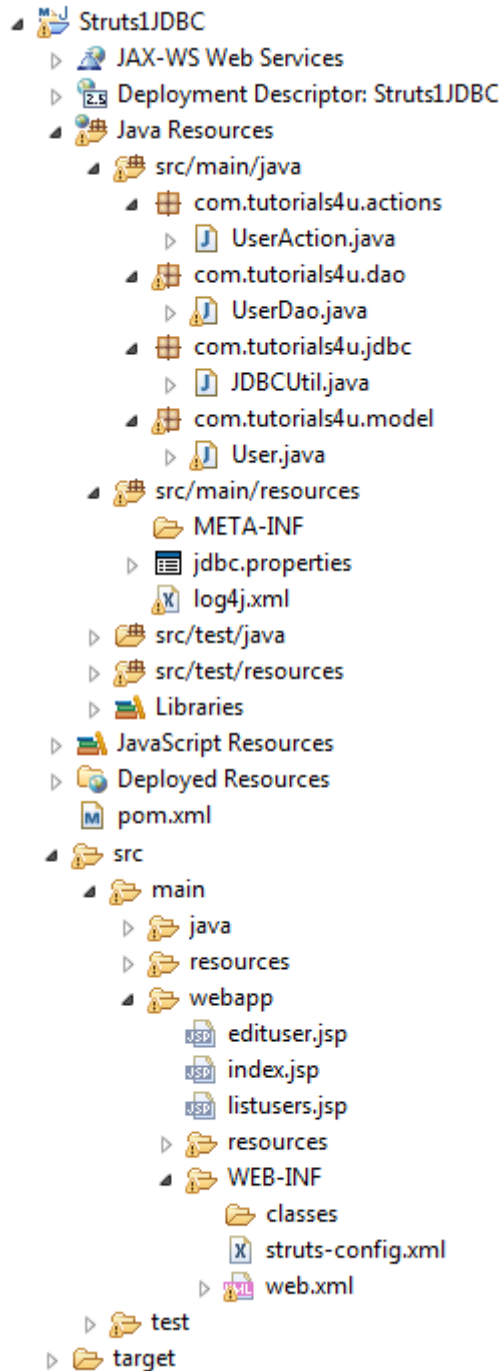 Struts1JDBC
JAX-WS Web Services
Deployment Descriptor: Struts1JDBC
Java Resources
src/main/java
com.tutorials4u.actions
UserAction.java
com.tutorials4u.dao
UserDao.java
com.tutorials4u.jdbc
JDBCUtil.java
com.tutorials4u.model
User.java
src/main/resources
META-INF
jdbc.properties
log4j.xml
src/test/java
src/test/resources
Libraries
JavaScript Resources
Deployed Resources
pom.xml
src
main
java
resources
webapp
edituser.jsp
index.jsp
listusers.jsp
resources
WEB-INF
classes
struts-config.xml
web.xml
test
target